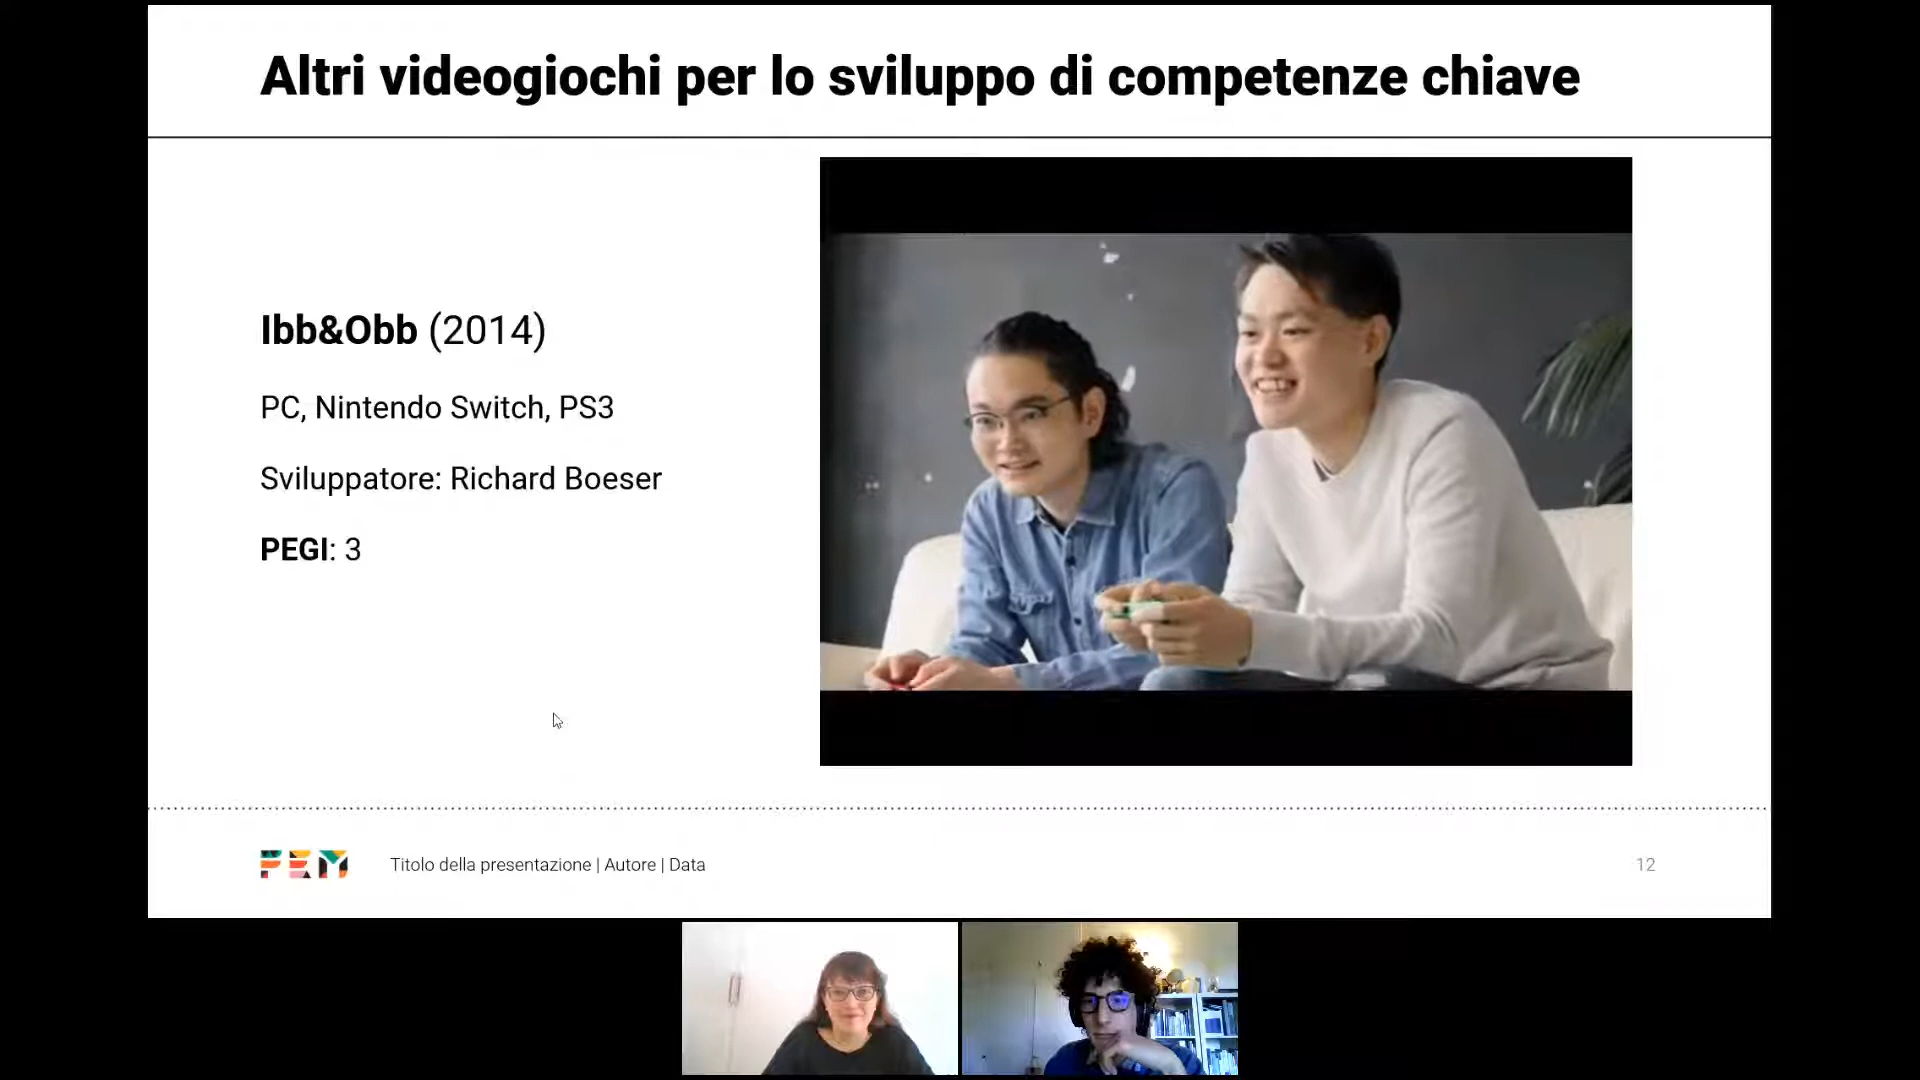 Altri videogiochi per lo sviluppo di competenze chiave
Ibb&Obb (2014)
PC, Nintendo Switch, PS3
Sviluppatore: Richard Boeser
PEGI: 3
FEM
Titolo della presentazione | Autore | Data
12